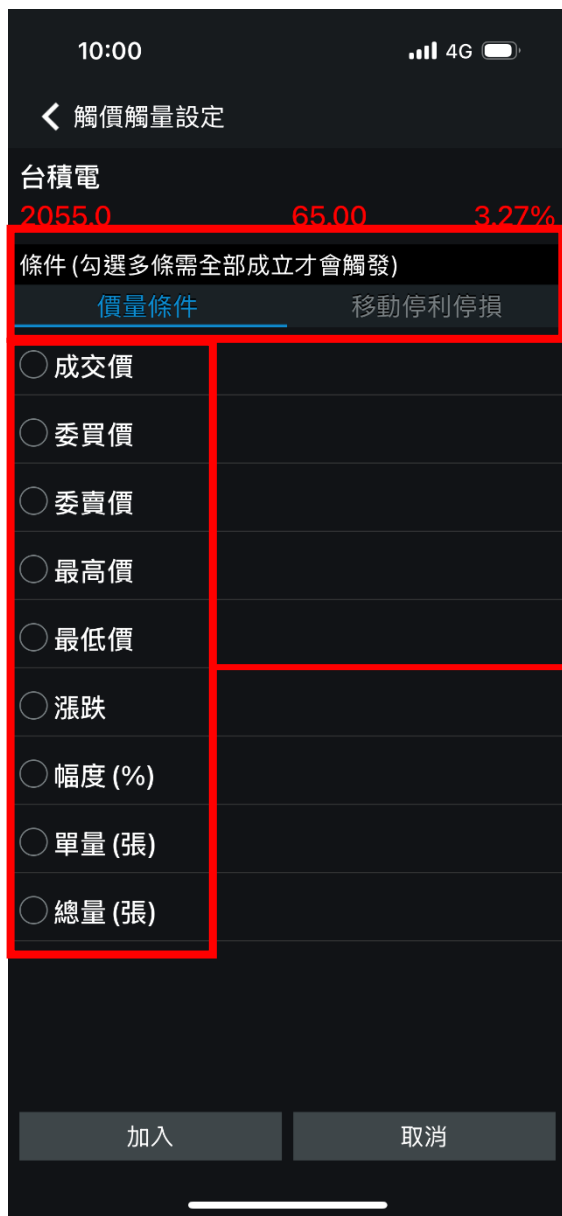 10:00 4G
觸價觸量設定
台積電
2055.0 65.00 3.27%
條件 (勾選多條需全部成立才會觸發)
價量條件 移動停利停損
成交價
委買價
委賣價
最高價
最低價
漲跌
幅度 (%)
單量 (張)
總量 (張)
加入 取消